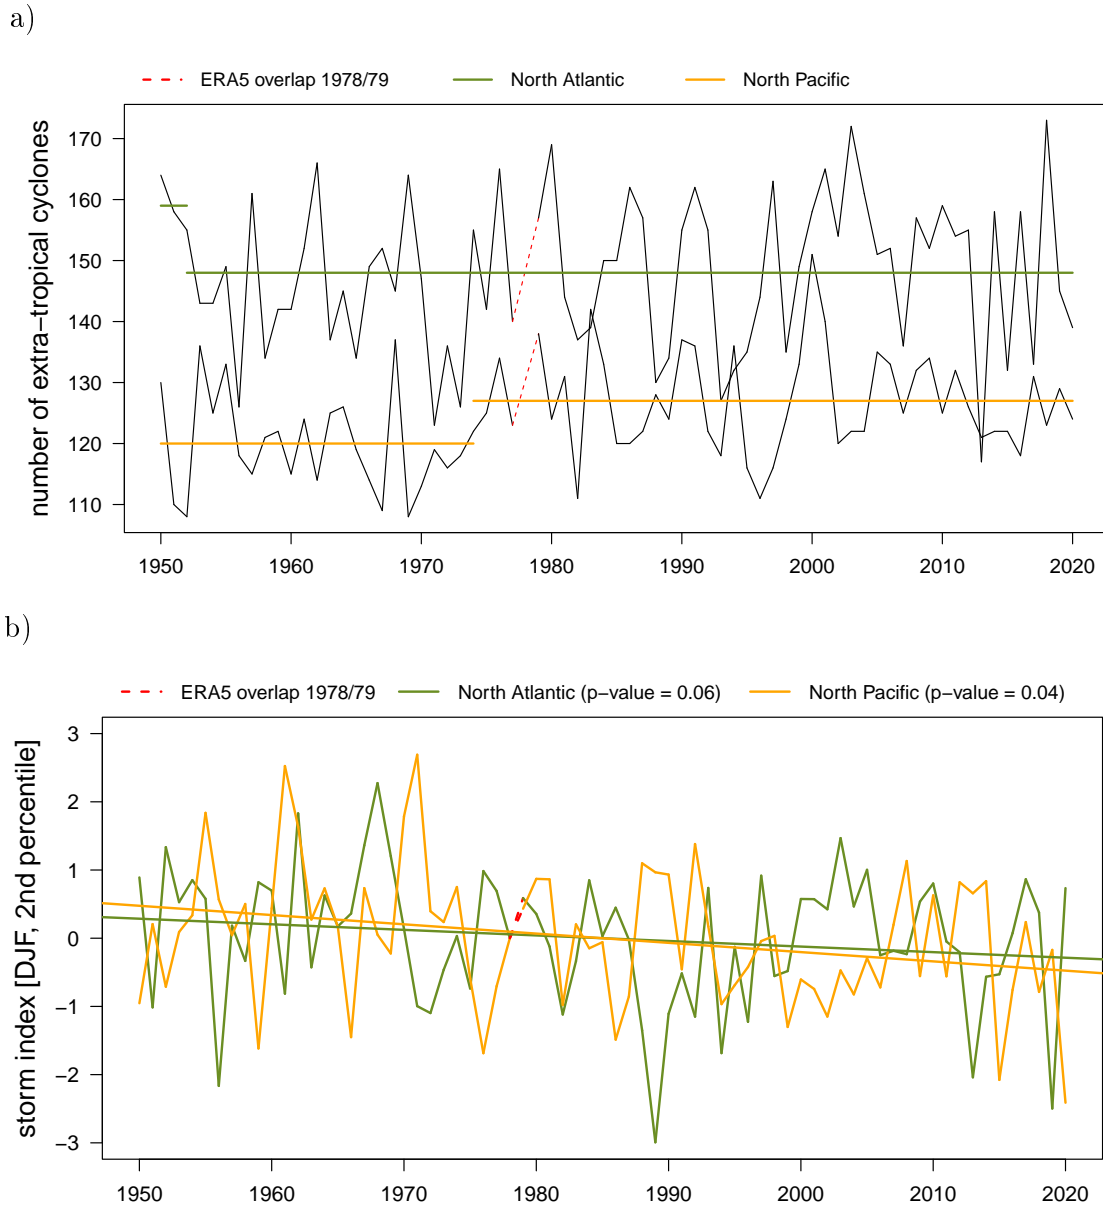 a)
ERA5 overlap 1978/79 North Atlantic North Pacific
number of extra−tropical cyclones
170
160
150
140
130
120
110
1950 1960 1970 1980 1990 2000 2010 2020
b)
ERA5 overlap 1978/79 North Atlantic (p−value = 0.06) North Pacific (p−value = 0.04)
storm index [DJF, 2nd percentile]
3
2
1
0
−1
−2
−3
1950 1960 1970 1980 1990 2000 2010 2020